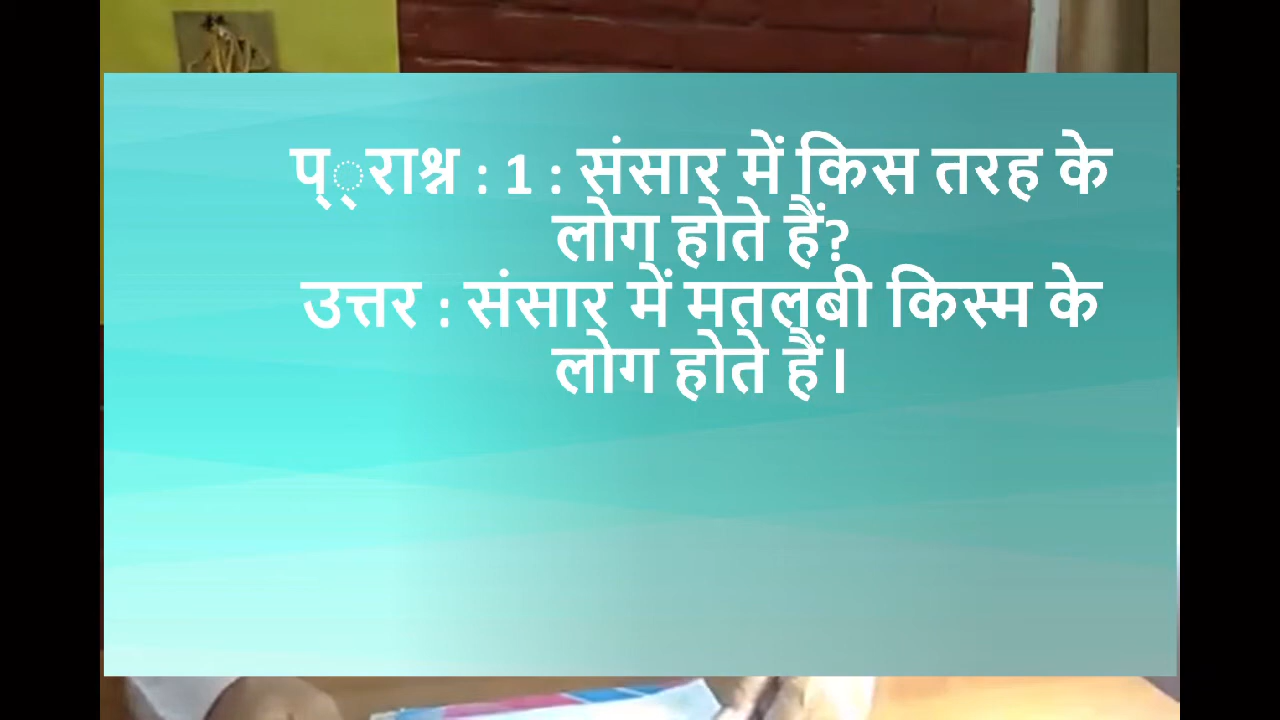 प््राश्न : 1 : संसार में किस तरह के
लोग होते हैं?
उत्तर : संसार में मतलबी किस्म के
लोग होते हैं।